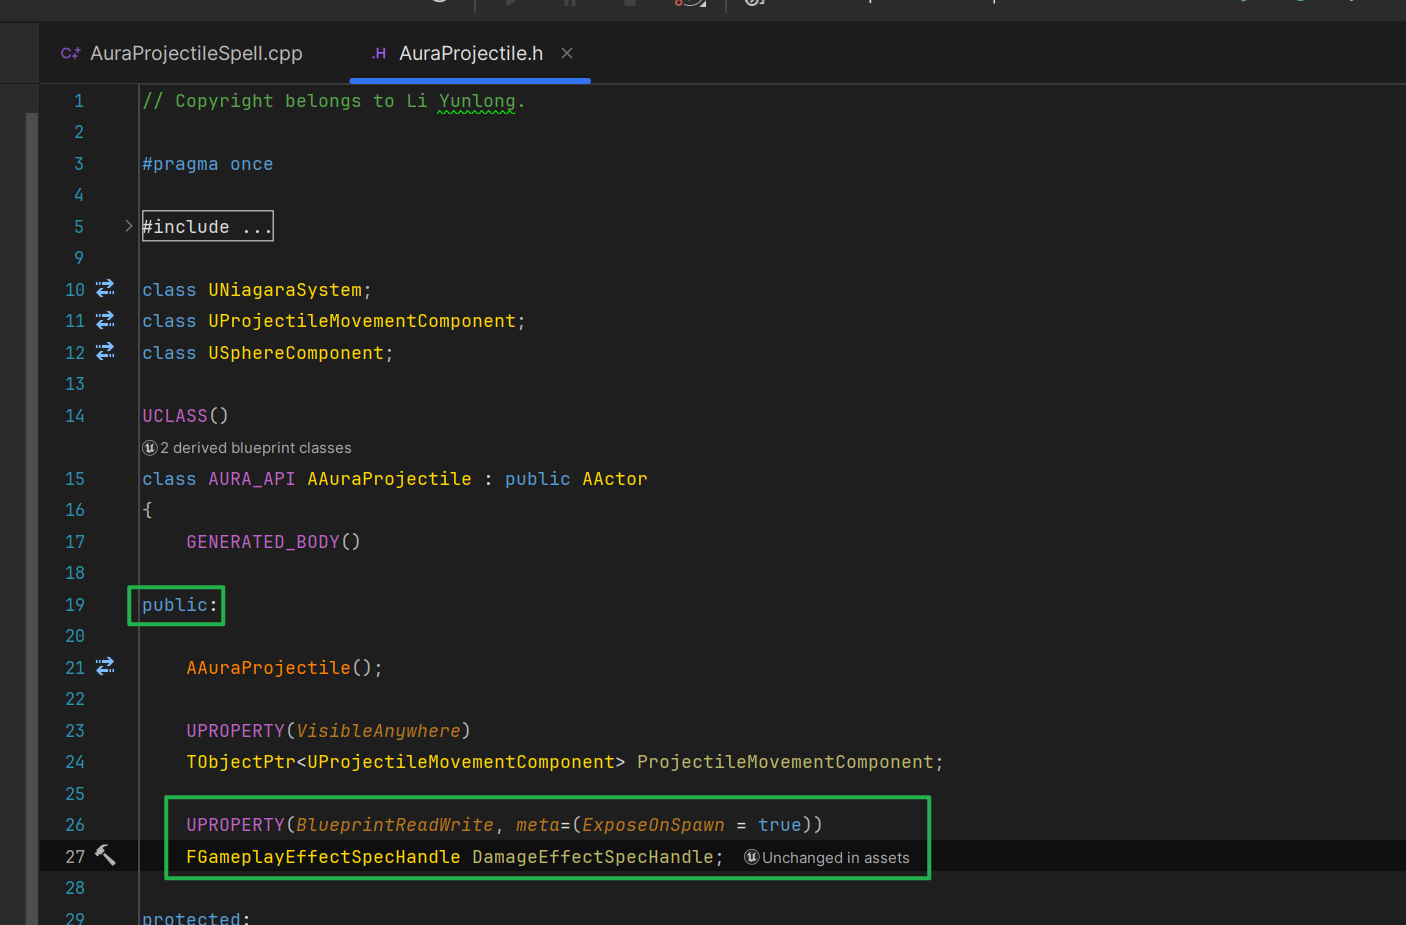 C++ AuraProjectileSpell.cpp .H AuraProjectile.h
1 // Copyright belongs to Li Yunlong.
2
3 #pragma once
4
5 #include ...
9
10 class UNiagaraSystem;
11 class UProjectileMovementComponent;
12 class USphereComponent;
13
14 UCLASS()
2 derived blueprint classes
15 class AURA_API AAuraProjectile : public AActor
16 {
17 GENERATED_BODY()
18
19 public:
20
21 AAuraProjectile();
22
23 UPROPERTY(VisibleAnywhere)
24 TObjectPtr<UProjectileMovementComponent> ProjectileMovementComponent;
25
26 UPROPERTY(BlueprintReadWrite, meta=(ExposeOnSpawn = true))
27 FGameplayEffectSpecHandle DamageEffectSpecHandle; Unchanged in assets
28
29 protected: